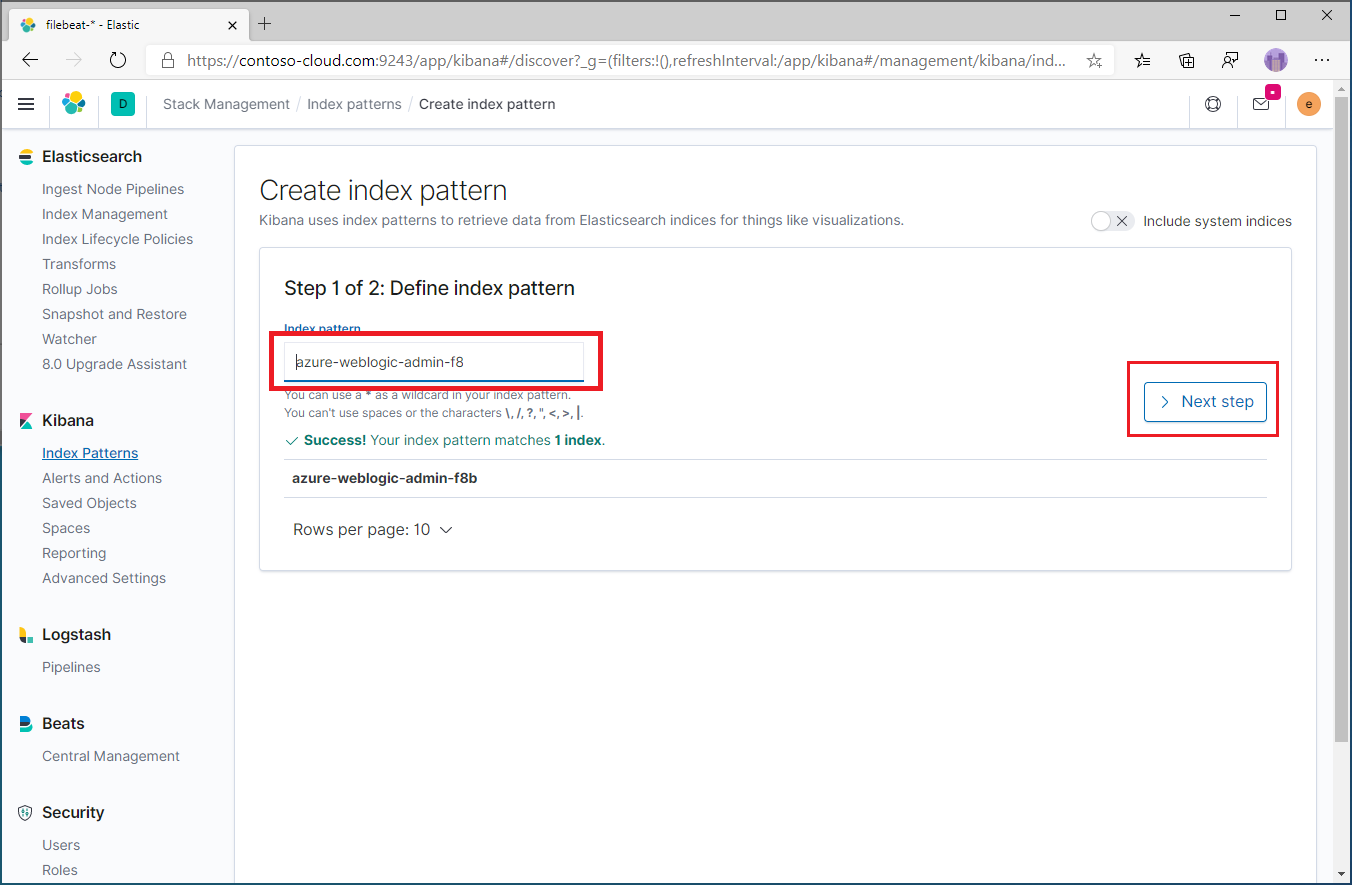 filebeat-* - Elastic
https://contoso-cloud.com:9243/app/kibana#/discover?_g=(filters:!(),refreshInterval:/app/kibana#/management/kibana/ind...
D
Stack Management / Index patterns / Create index pattern
e
Elasticsearch
Ingest Node Pipelines
Index Management
Index Lifecycle Policies
Transforms
Rollup Jobs
Snapshot and Restore
Watcher
8.0 Upgrade Assistant
Kibana
Index Patterns
Alerts and Actions
Saved Objects
Spaces
Reporting
Advanced Settings
Logstash
Pipelines
Beats
Central Management
Security
Users
Roles
Create index pattern
Kibana uses index patterns to retrieve data from Elasticsearch indices for things like visualizations.
Include system indices
Step 1 of 2: Define index pattern
Index pattern
azure-weblogic-admin-f8
You can use a * as a wildcard in your index pattern.
You can't use spaces or the characters \, /, ?, ", <, >, |.
Next step
Success! Your index pattern matches 1 index.
azure-weblogic-admin-f8b
Rows per page: 10